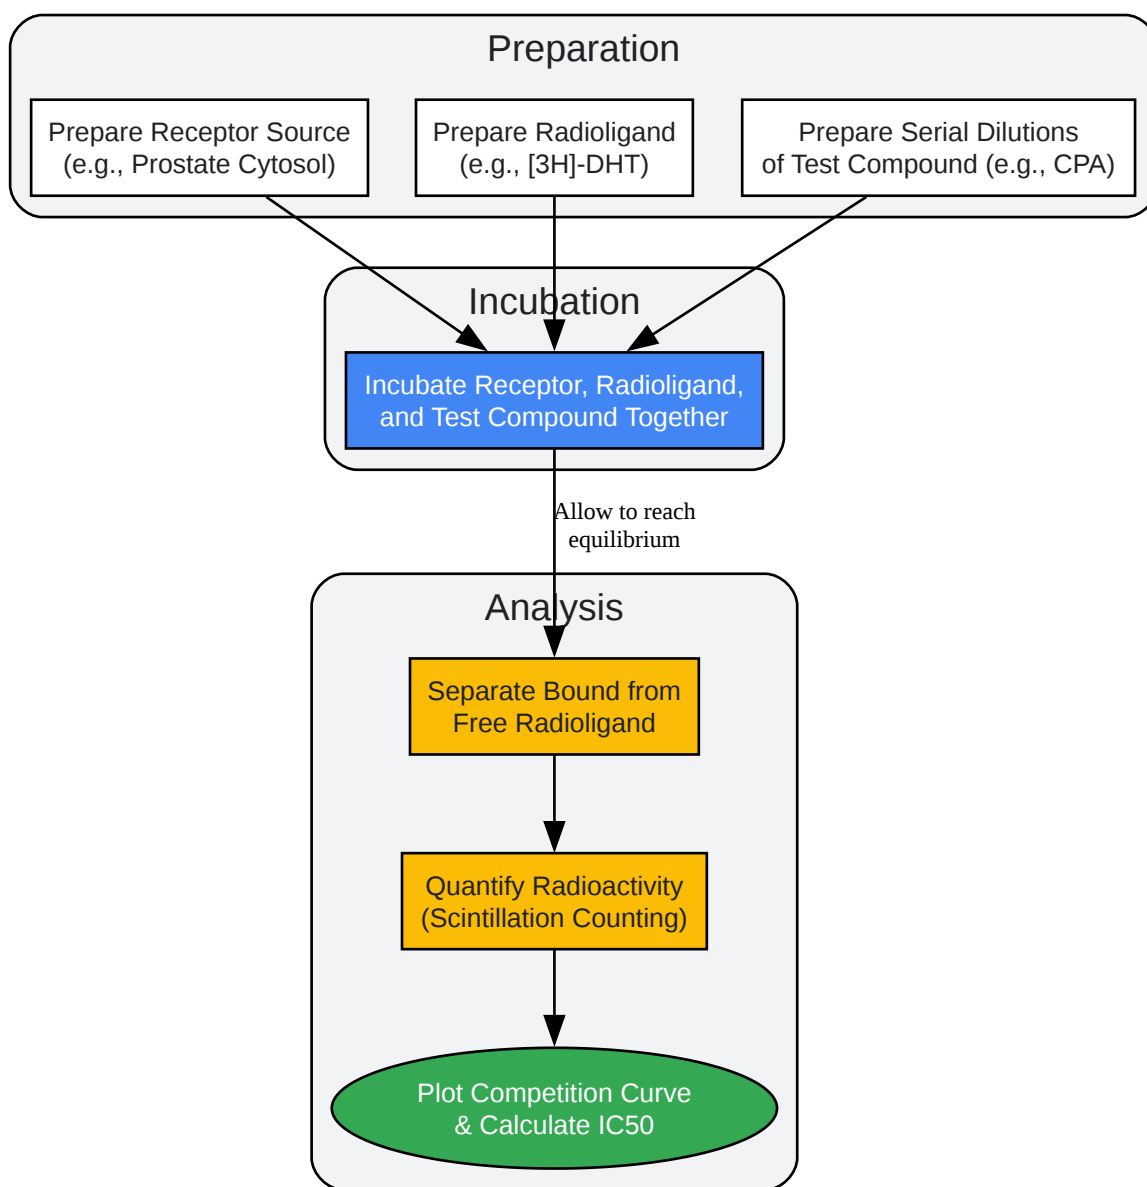 Preparation
Prepare Receptor Source
(e.g., Prostate Cytosol)
Prepare Radioligand
(e.g., [3H]-DHT)
Prepare Serial Dilutions
of Test Compound (e.g., CPA)
Incubation
Incubate Receptor, Radioligand,
and Test Compound Together
Allow to reach
equilibrium
Analysis
Separate Bound from
Free Radioligand
Quantify Radioactivity
(Scintillation Counting)
Plot Competition Curve
& Calculate IC50